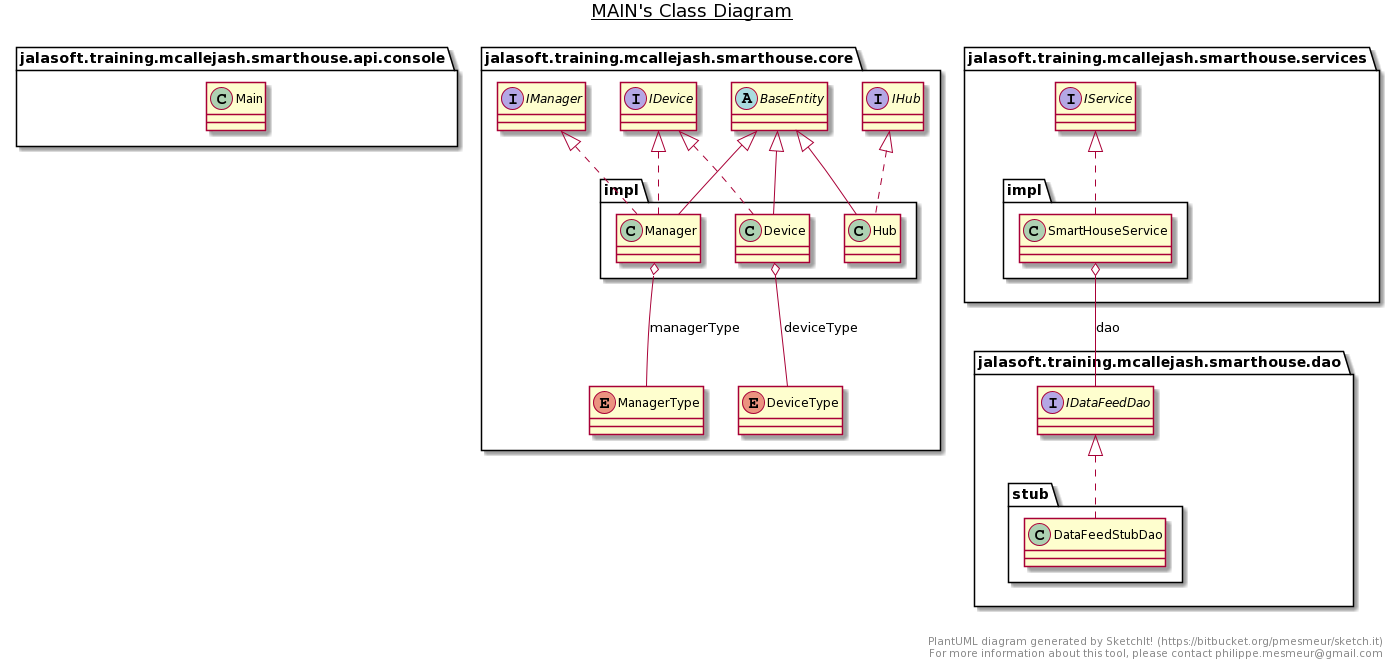 MAIN's Class Diagram
jalasoft.training.mcallejash.smarthouse.api.console
C Main
jalasoft.training.mcallejash.smarthouse.core
I IManager
I IDevice
A BaseEntity
I IHub
impl
C Manager
C Device
C Hub
managerType
deviceType
E ManagerType
E DeviceType
jalasoft.training.mcallejash.smarthouse.services
I IService
impl
C SmartHouseService
dao
jalasoft.training.mcallejash.smarthouse.dao
I IDataFeedDao
stub
C DataFeedStubDao
PlantUML diagram generated by SketchIt! (https://bitbucket.org/pmesmeur/sketch.it)
For more information about this tool, please contact philippe.mesmeur@gmail.com